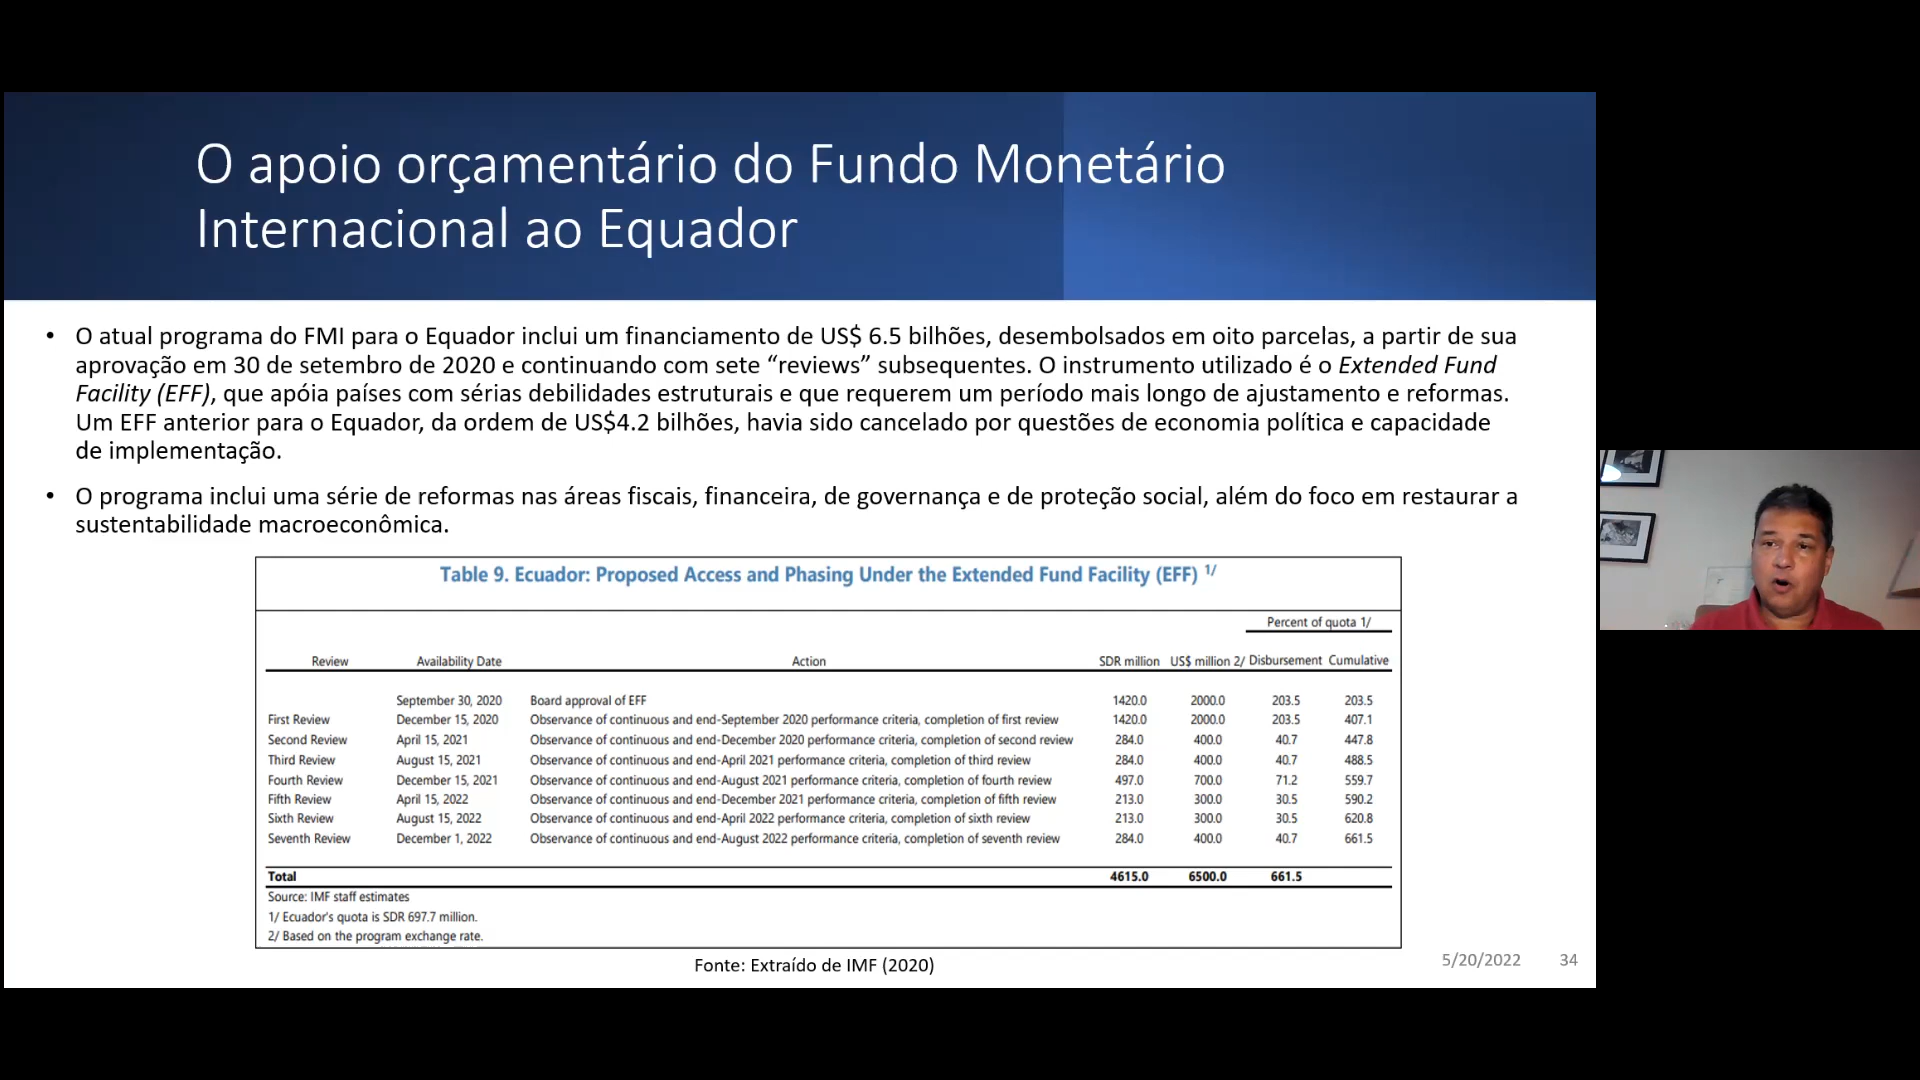 O apoio orçamentário do Fundo Monetário
Internacional ao Equador
• O atual programa do FMI para o Equador inclui um financiamento de US$ 6.5 bilhões, desembolsados em oito parcelas, a partir de sua
aprovação em 30 de setembro de 2020 e continuando com sete “reviews” subsequentes. O instrumento utilizado é o Extended Fund
Facility (EFF), que apóia países com sérias debilidades estruturais e que requerem um período mais longo de ajustamento e reformas.
Um EFF anterior para o Equador, da ordem de US$4.2 bilhões, havia sido cancelado por questões de economia política e capacidade
de implementação.
• O programa inclui uma série de reformas nas áreas fiscais, financeira, de governança e de proteção social, além do foco em restaurar a
sustentabilidade macroeconômica.
Table 9. Ecuador: Proposed Access and Phasing Under the Extended Fund Facility (EFF) 1/
Percent of quota 1/
Review Availability Date Action SDR million US$ million 2/ Disbursement Cumulative
September 30, 2020 Board approval of EFF 1420.0 2000.0 203.5 203.5
First Review December 15, 2020 Observance of continuous and end-September 2020 performance criteria, completion of first review 1420.0 2000.0 203.5 407.1
Second Review April 15, 2021 Observance of continuous and end-December 2020 performance criteria, completion of second review 284.0 400.0 40.7 447.8
Third Review August 15, 2021 Observance of continuous and end-April 2021 performance criteria, completion of third review 284.0 400.0 40.7 488.5
Fourth Review December 15, 2021 Observance of continuous and end-August 2021 performance criteria, completion of fourth review 497.0 700.0 71.2 559.7
Fifth Review April 15, 2022 Observance of continuous and end-December 2021 performance criteria, completion of fifth review 213.0 300.0 30.5 590.2
Sixth Review August 15, 2022 Observance of continuous and end-April 2022 performance criteria, completion of sixth review 213.0 300.0 30.5 620.8
Seventh Review December 1, 2022 Observance of continuous and end-August 2022 performance criteria, completion of seventh review 284.0 400.0 40.7 661.5
Total 4615.0 6500.0 661.5
Source: IMF staff estimates
1/ Ecuador's quota is SDR 697.7 million.
2/ Based on the program exchange rate.
Fonte: Extraído de IMF (2020)
5/20/2022 34